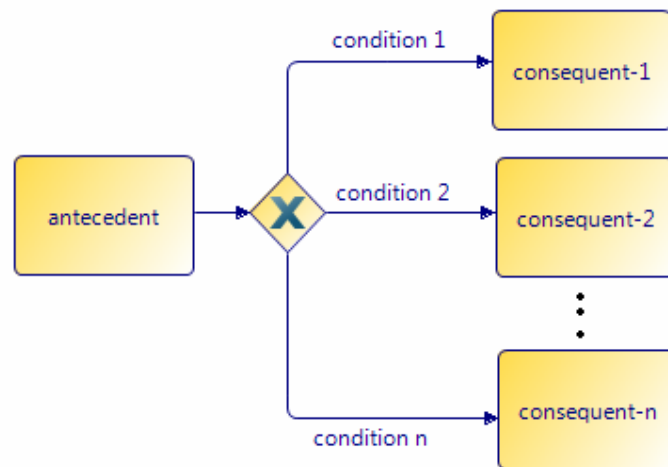 condition 1
consequent-1
antecedent
X
condition 2
consequent-2
consequent-n
condition n